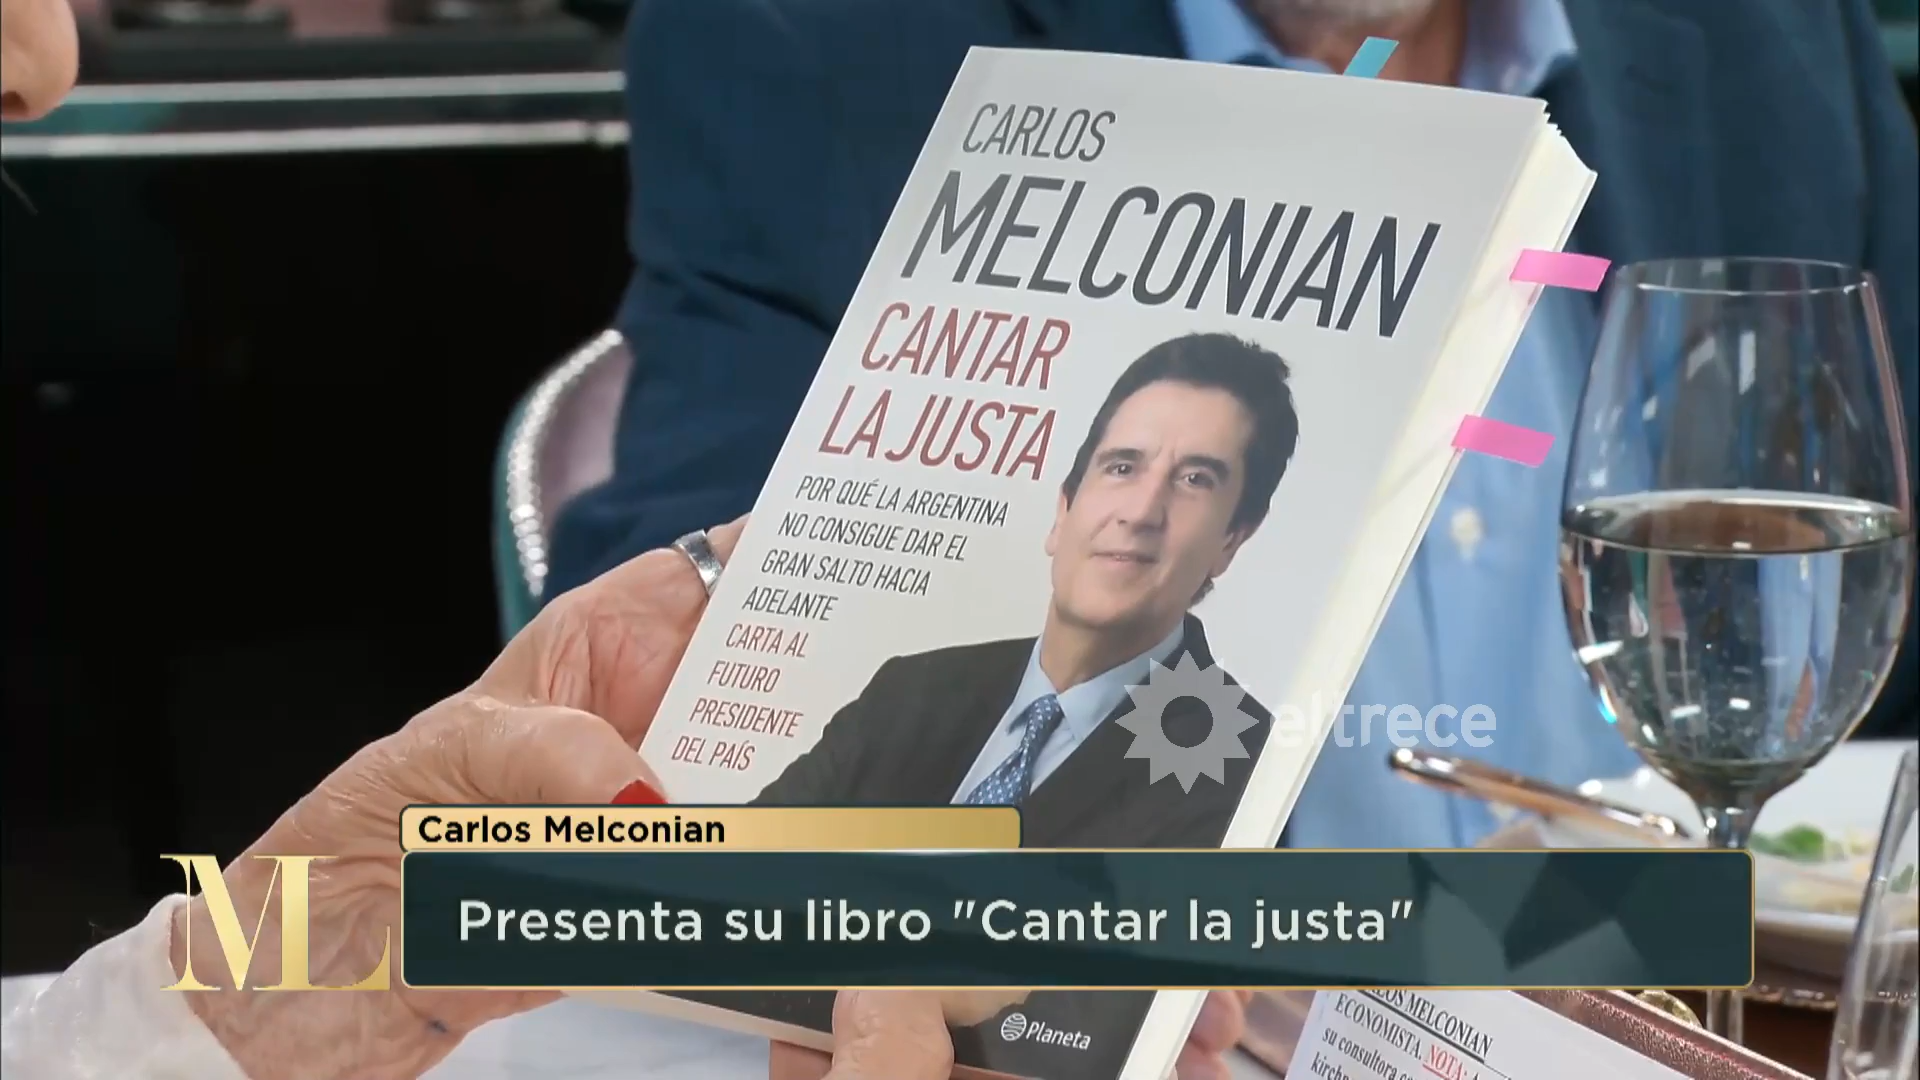 CARLOS
MELCONIAN
CANTAR
LA JUSTA
POR QUÉ LA ARGENTINA
NO CONSIGUE DAR EL
GRAN SALTO HACIA
ADELANTE
CARTA AL
FUTURO
PRESIDENTE
DEL PAÍS
eltrece
Carlos Melconian
ML
Presenta su libro "Cantar la justa"
Planeta
MELCONIAN
ECONOMISTA. NOTA:
su consultora